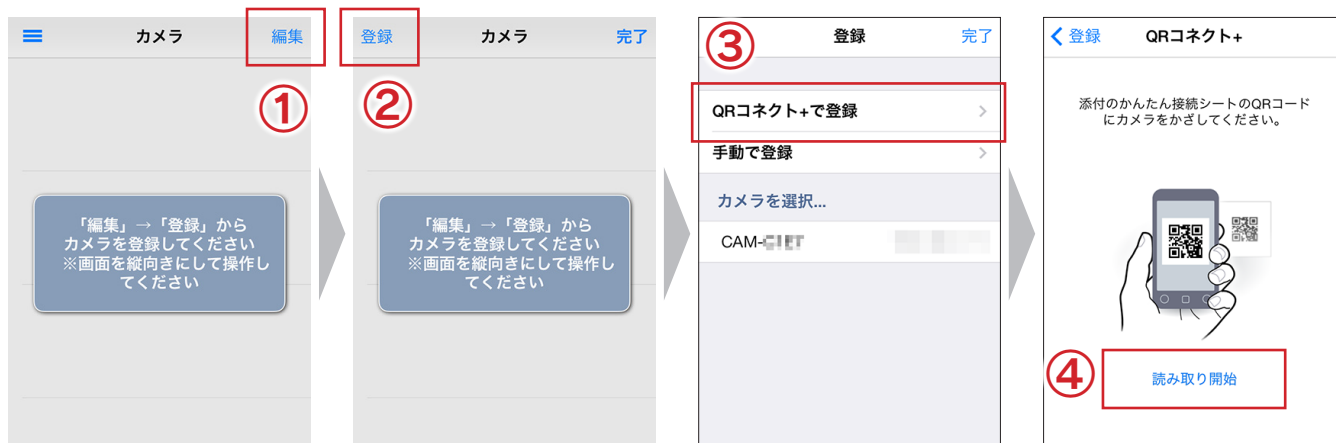 カメラ
編集
①
「編集」→「登録」から
カメラを登録してください
※画面を縦向きにして操作し
てください
登録
カメラ
完了
②
「編集」→「登録」から
カメラを登録してください
※画面を縦向きにして操作し
てください
③
登録
完了
QRコネクト+で登録
手動で登録
カメラを選択...
CAM-
登録
QRコネクト+
添付のかんたん接続シートのQRコード
にカメラをかざしてください。
④
読み取り開始